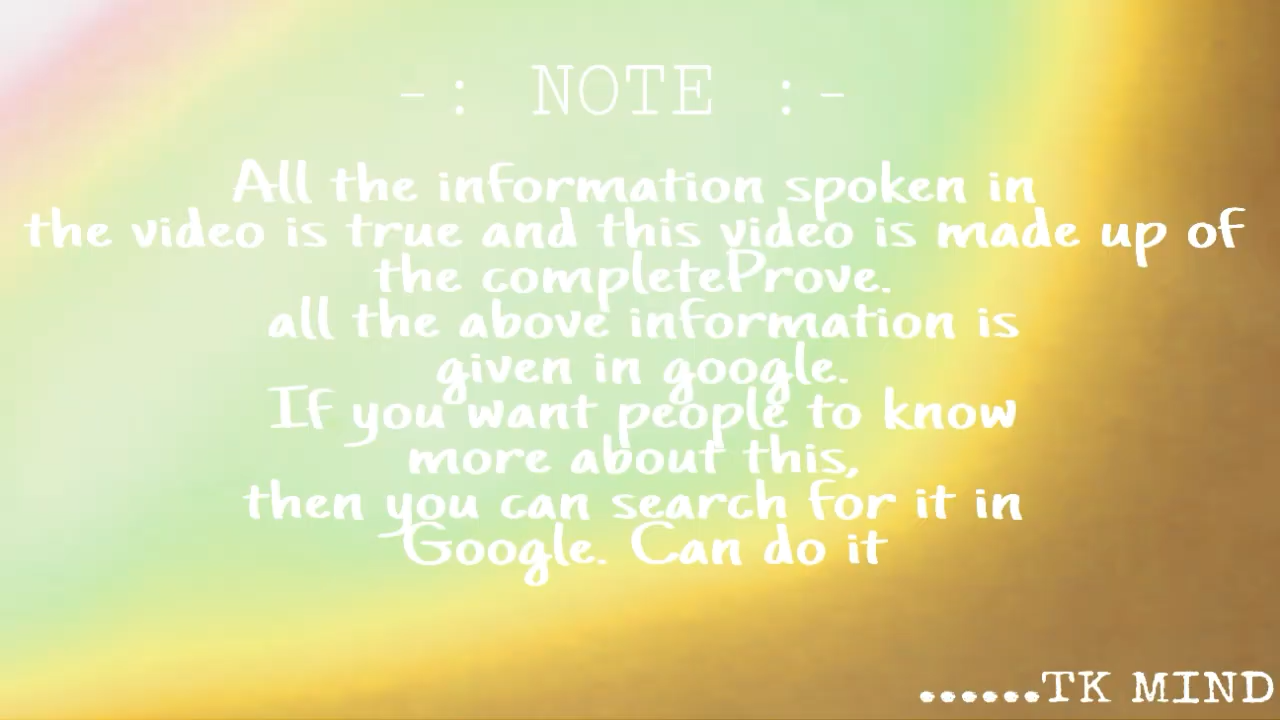 -: NOTE :-
All the information spoken in
the video is true and this video is made up of
the completeProve.
all the above information is
given in google.
If you want people to know
more about this,
then you can search for it in
Google. Can do it
......TK MIND